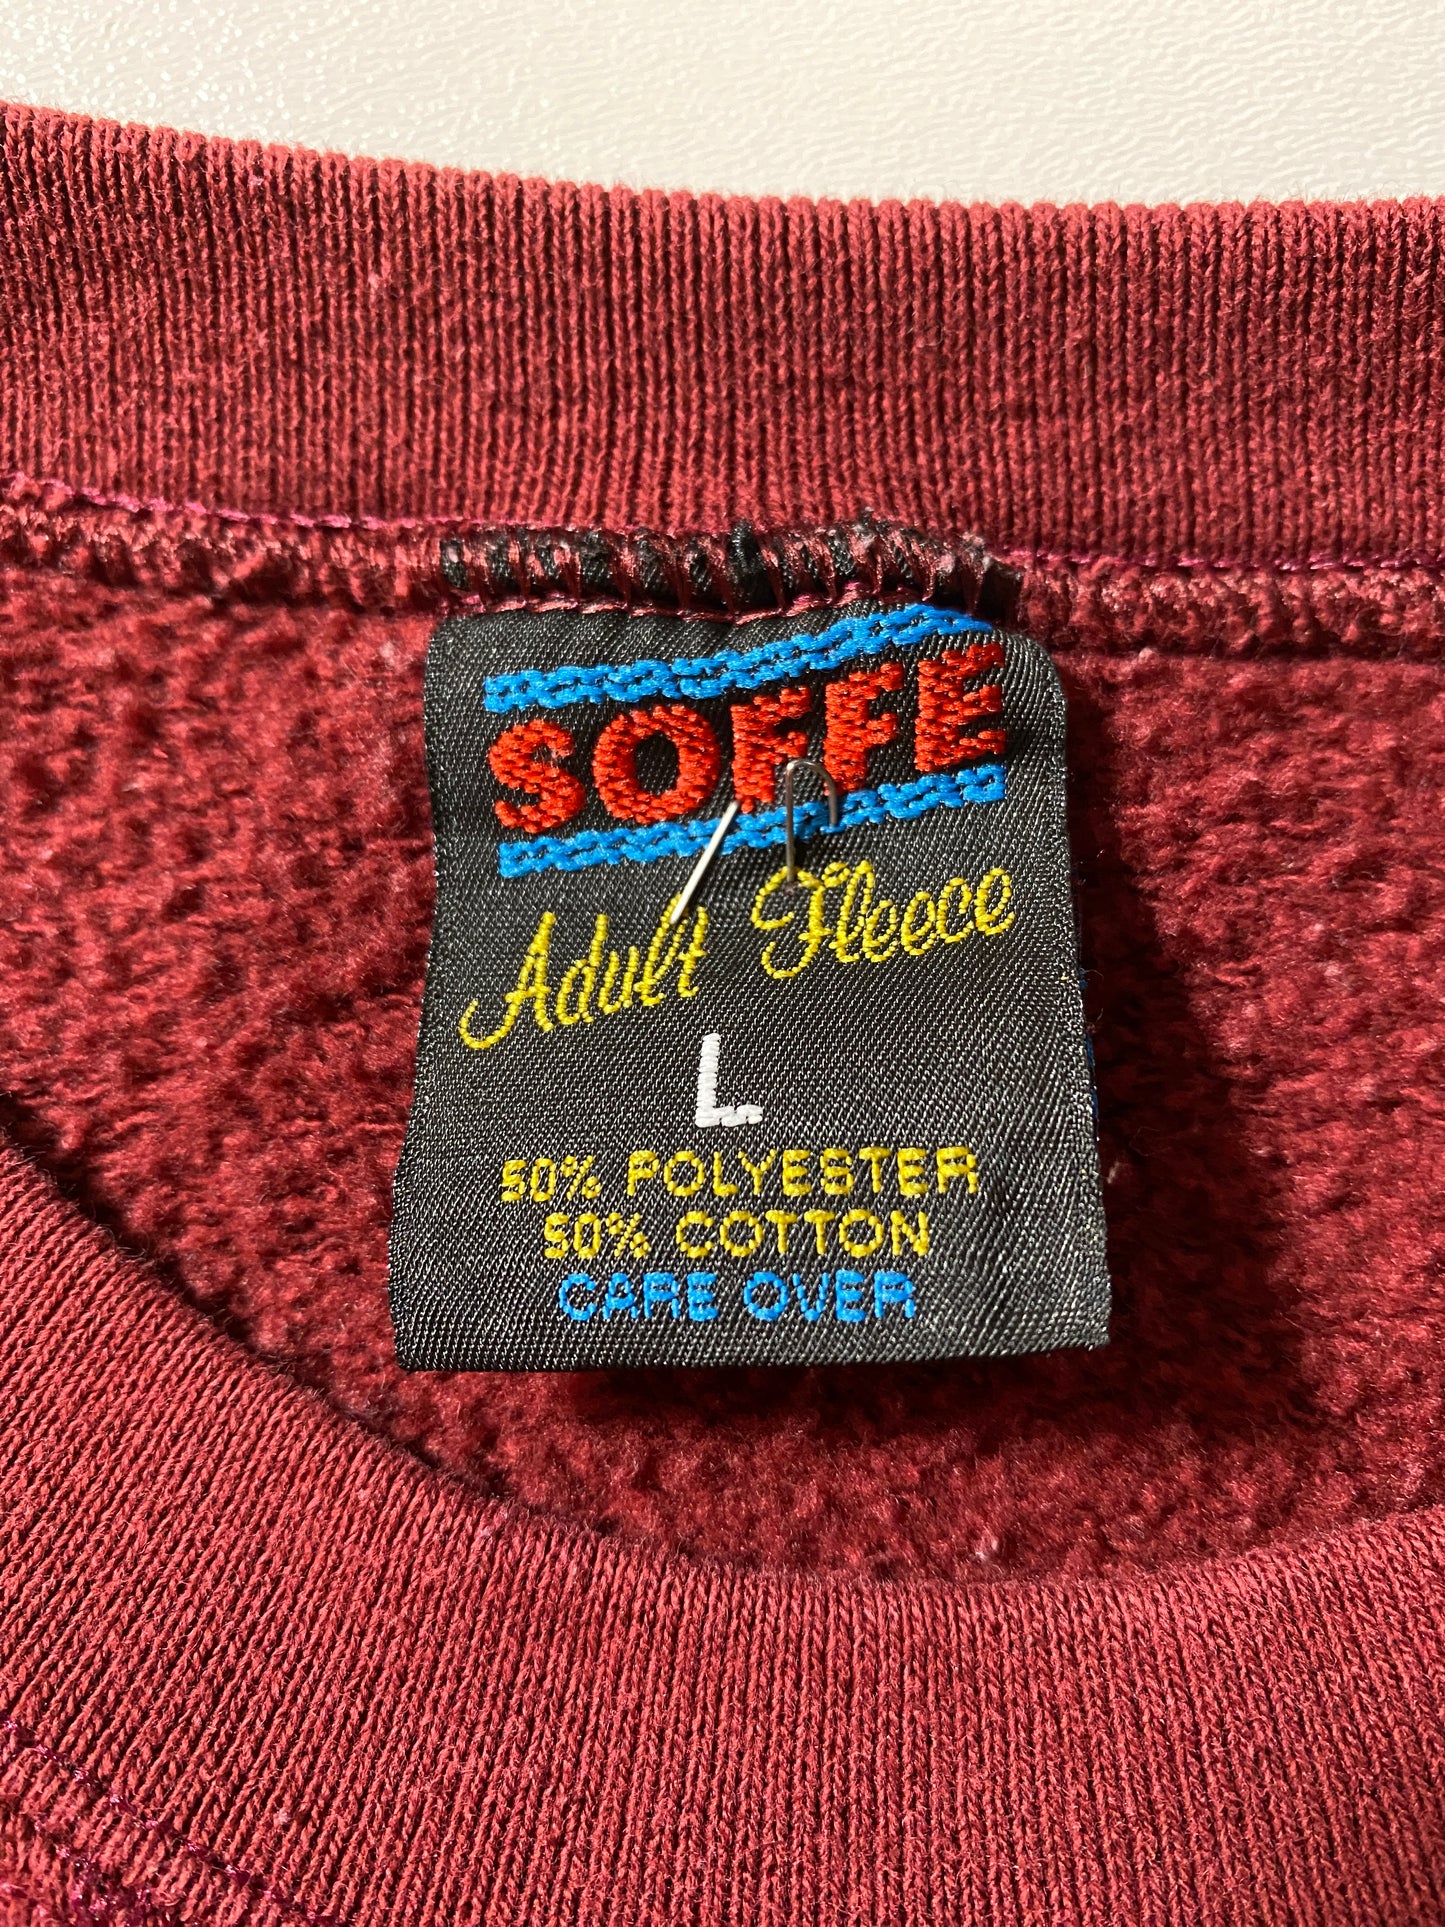 SOFFE
Adult Fleece
L
50% POLYESTER
50% COTTON
CARE OVER